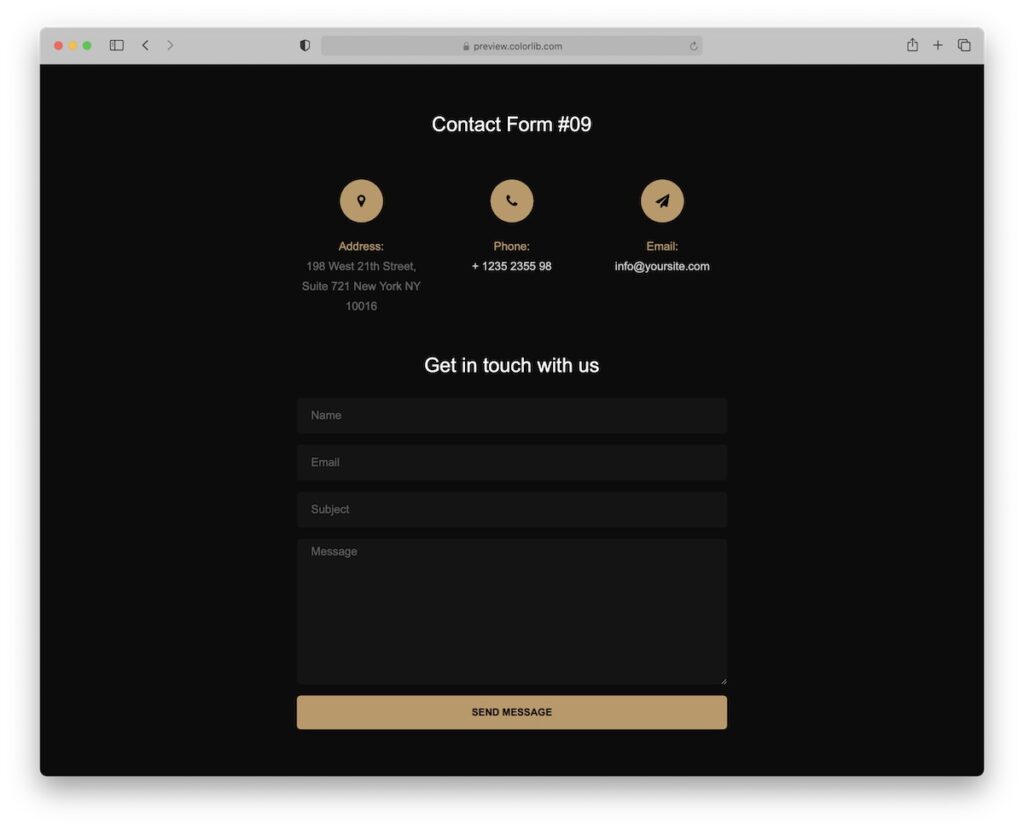 preview.colorlib.com
Contact Form #09
Address:
198 West 21th Street,
Suite 721 New York NY
10016
Phone:
+ 1235 2355 98
Email:
info@yoursite.com
Get in touch with us
Name
Email
Subject
Message
SEND MESSAGE